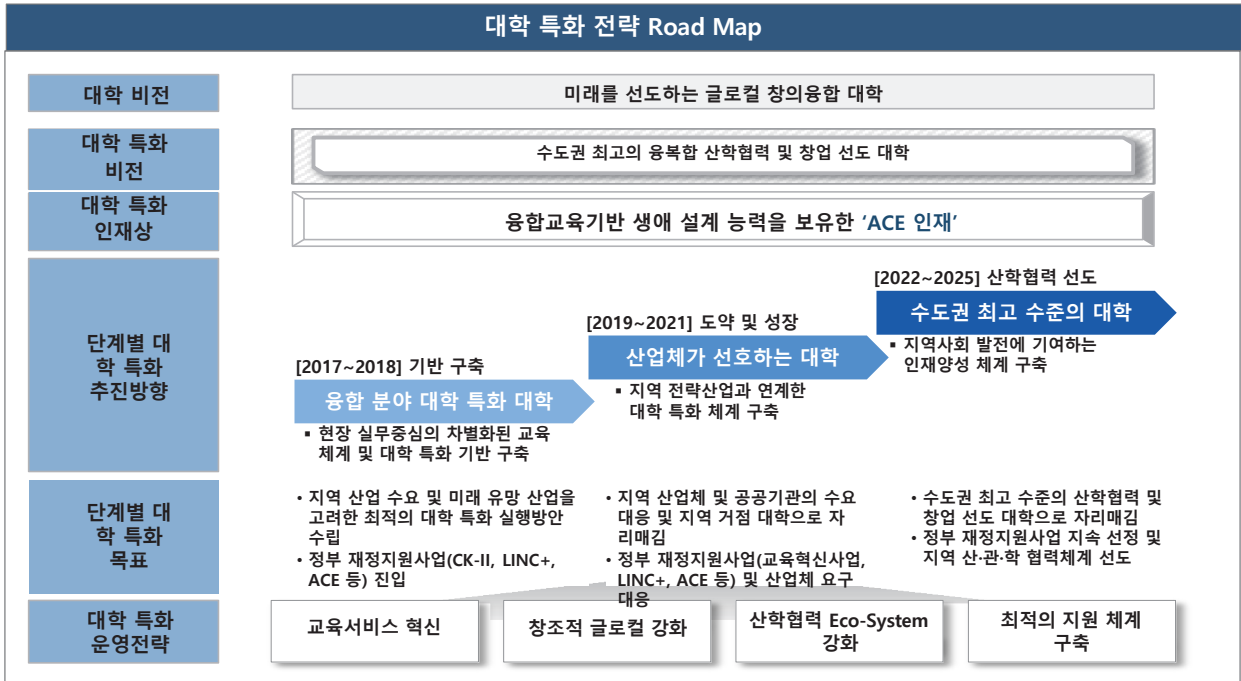 대학 특화 전략 Road Map
대학 비전
미래를 선도하는 글로컬 창의융합 대학
대학 특화
비전
수도권 최고의 융복합 산학협력 및 창업 선도 대학
대학 특화
인재상
융합교육기반 생애 설계 능력을 보유한 ‘ACE 인재’
단계별 대
학 특화
추진방향
[2017~2018] 기반 구축
융합 분야 대학 특화 대학
▪ 현장 실무중심의 차별화된 교육
체계 및 대학 특화 기반 구축
[2019~2021] 도약 및 성장
산업체가 선호하는 대학
▪ 지역 전략산업과 연계한
대학 특화 체계 구축
[2022~2025] 산학협력 선도
수도권 최고 수준의 대학
▪ 지역사회 발전에 기여하는
인재양성 체계 구축
단계별 대
학 특화
목표
• 지역 산업 수요 및 미래 유망 산업을
고려한 최적의 대학 특화 실행방안
수립
• 정부 재정지원사업(CK-II, LINC+,
ACE 등) 진입
• 지역 산업체 및 공공기관의 수요
대응 및 지역 거점 대학으로 자
리매김
• 정부 재정지원사업(교육혁신사업,
LINC+, ACE 등) 및 산업체 요구
대응
• 수도권 최고 수준의 산학협력 및
창업 선도 대학으로 자리매김
• 정부 재정지원사업 지속 선정 및
지역 산·관·학 협력체계 선도
대학 특화
운영전략
교육서비스 혁신
창조적 글로컬 강화
산학협력 Eco-System
강화
최적의 지원 체계
구축